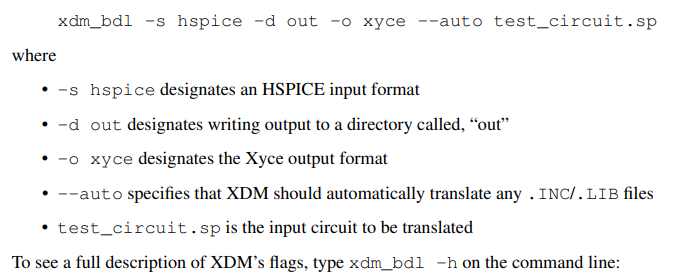 xdm_bdl -s hspice -d out -o xyce --auto test_circuit.sp
where
• -s hspice designates an HSPICE input format
• -d out designates writing output to a directory called, “out”
• -o xyce designates the Xyce output format
• --auto specifies that XDM should automatically translate any .INC/.LIB files
• test_circuit.sp is the input circuit to be translated
To see a full description of XDM’s flags, type xdm_bdl -h on the command line: